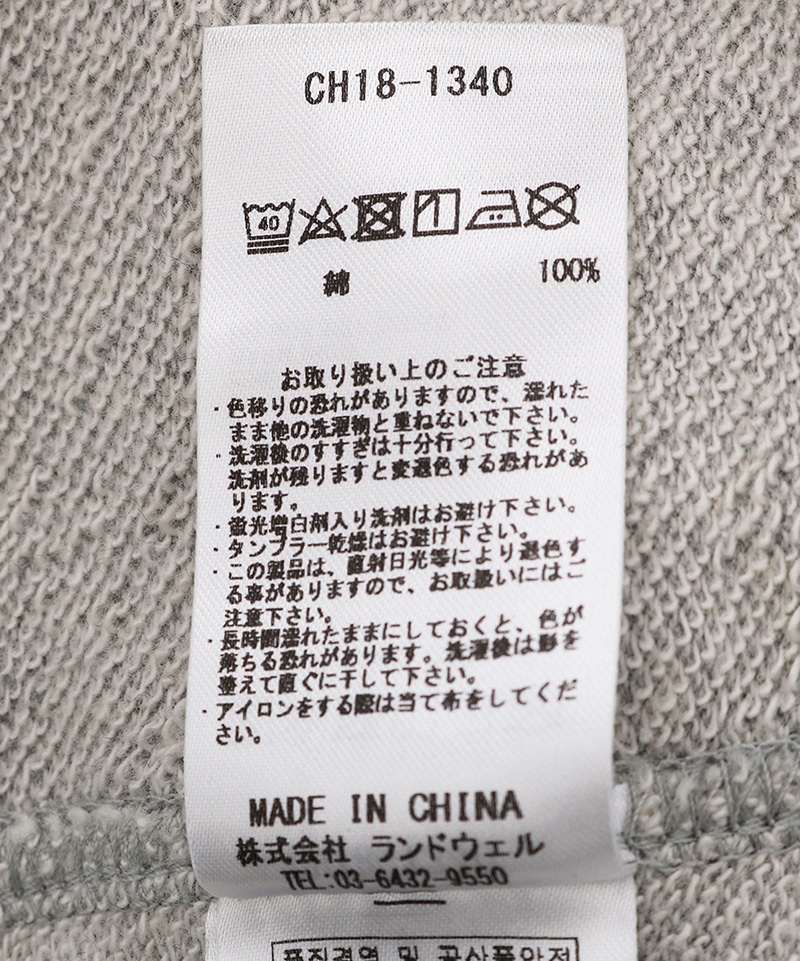 CH18-1340
40
綿 100%
お取り扱い上のご注意
・色移りの恐れがありますので、濡れた
まま他の洗濯物と重ねないで下さい。
・洗濯後のすすぎは十分行って下さい。
洗剤が残りますと変退色する恐れがあ
ります。
・蛍光増白剤入り洗剤はお避け下さい。
・タンブラー乾燥はお避け下さい。
・この製品は、直射日光等により退色す
る事がありますので、お取扱いにはご
注意下さい。
・長時間濡れたままにしておくと、色が
落ちる恐れがあります。洗濯後は形を
整えて直ぐに干して下さい。
・アイロンをする際は当て布をしてくだ
さい。
MADE IN CHINA
株式会社 ランドウェル
TEL:03-6432-9550
품질경영 및 공산품안전